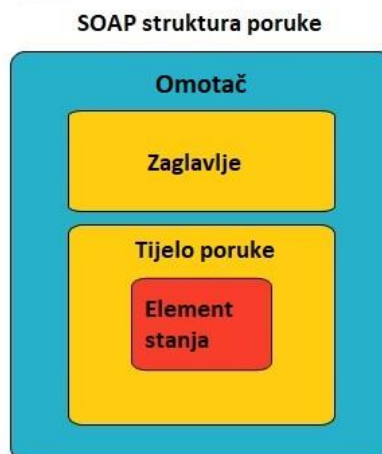 SOAP struktura poruke
Omotač
Zaglavlje
Tijelo poruke
Element
stanja